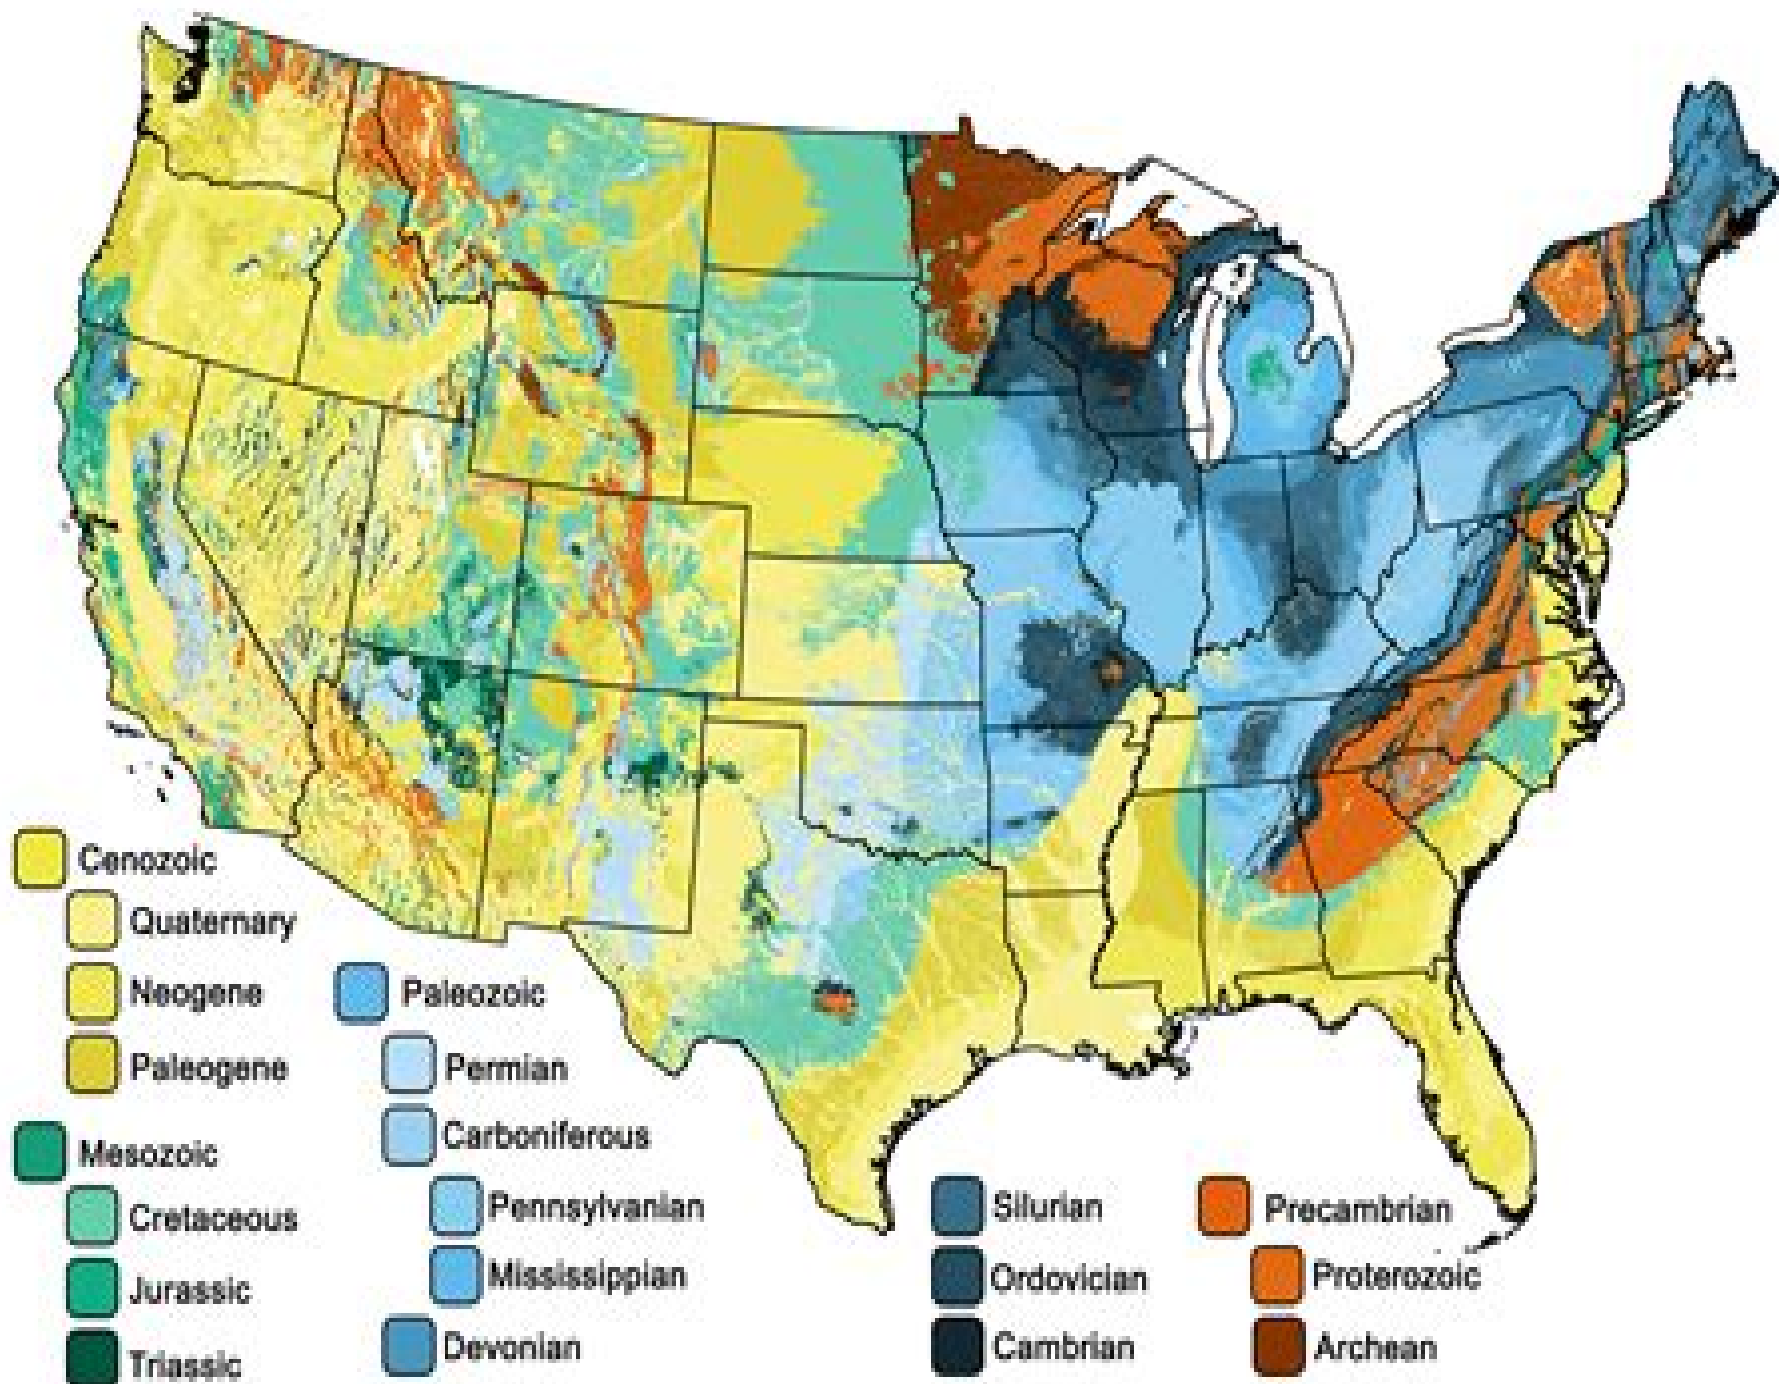 Cenozoic
Quaternary
Neogene
Paleogene
Mesozoic
Cretaceous
Jurassic
Triassic
Paleozoic
Permian
Carboniferous
Pennsylvanian
Mississippian
Devonian
Silurian
Ordovician
Cambrian
Precambrian
Proterozoic
Archean